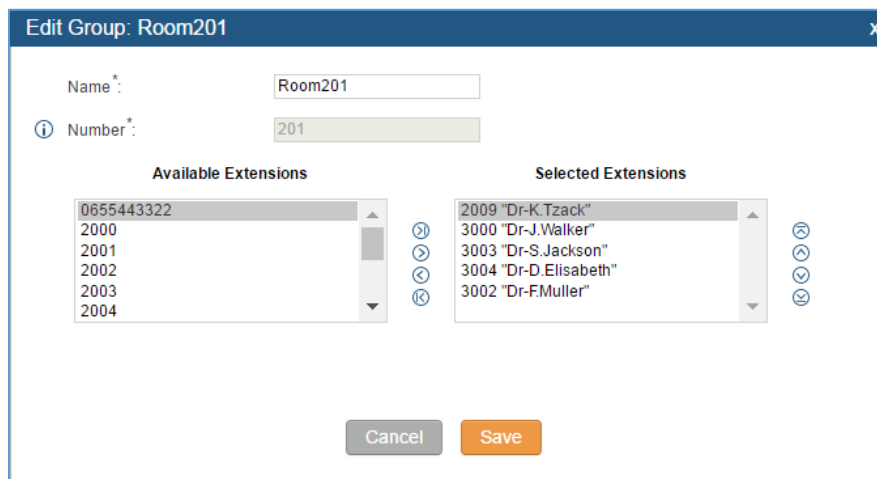 Edit Group: Room201 x
Name*: Room201
Number*: 201
Available Extensions Selected Extensions
0655443322
2000
2001
2002
2003
2004
2009 "Dr-K.Tzack"
3000 "Dr-J.Walker"
3003 "Dr-S.Jackson"
3004 "Dr-D.Elisabeth"
3002 "Dr-F.Muller"
Cancel Save